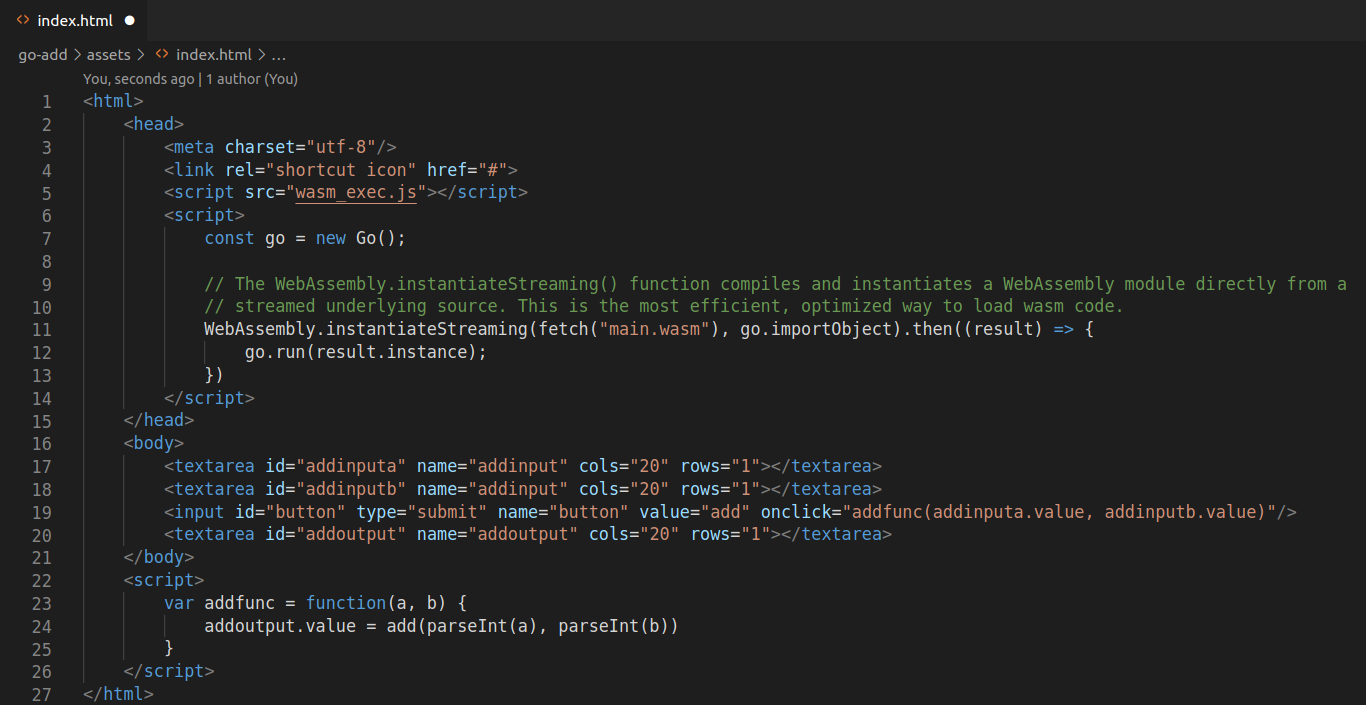 index.html
go-add > assets > index.html > ...
You, seconds ago | 1 author (You)
1 <html>
2     <head>
3         <meta charset="utf-8"/>
4         <link rel="shortcut icon" href="#">
5         <script src="wasm_exec.js"></script>
6         <script>
7             const go = new Go();
8
9             // The WebAssembly.instantiateStreaming() function compiles and instantiates a WebAssembly module directly from a
10             // streamed underlying source. This is the most efficient, optimized way to load wasm code.
11             WebAssembly.instantiateStreaming(fetch("main.wasm"), go.importObject).then((result) => {
12                 go.run(result.instance);
13             })
14         </script>
15     </head>
16     <body>
17         <textarea id="addinputa" name="addinput" cols="20" rows="1"></textarea>
18         <textarea id="addinputb" name="addinput" cols="20" rows="1"></textarea>
19         <input id="button" type="submit" name="button" value="add" onclick="addfunc(addinputa.value, addinputb.value)"/>
20         <textarea id="addoutput" name="addoutput" cols="20" rows="1"></textarea>
21     </body>
22     <script>
23         var addfunc = function(a, b) {
24             addoutput.value = add(parseInt(a), parseInt(b))
25         }
26     </script>
27 </html>